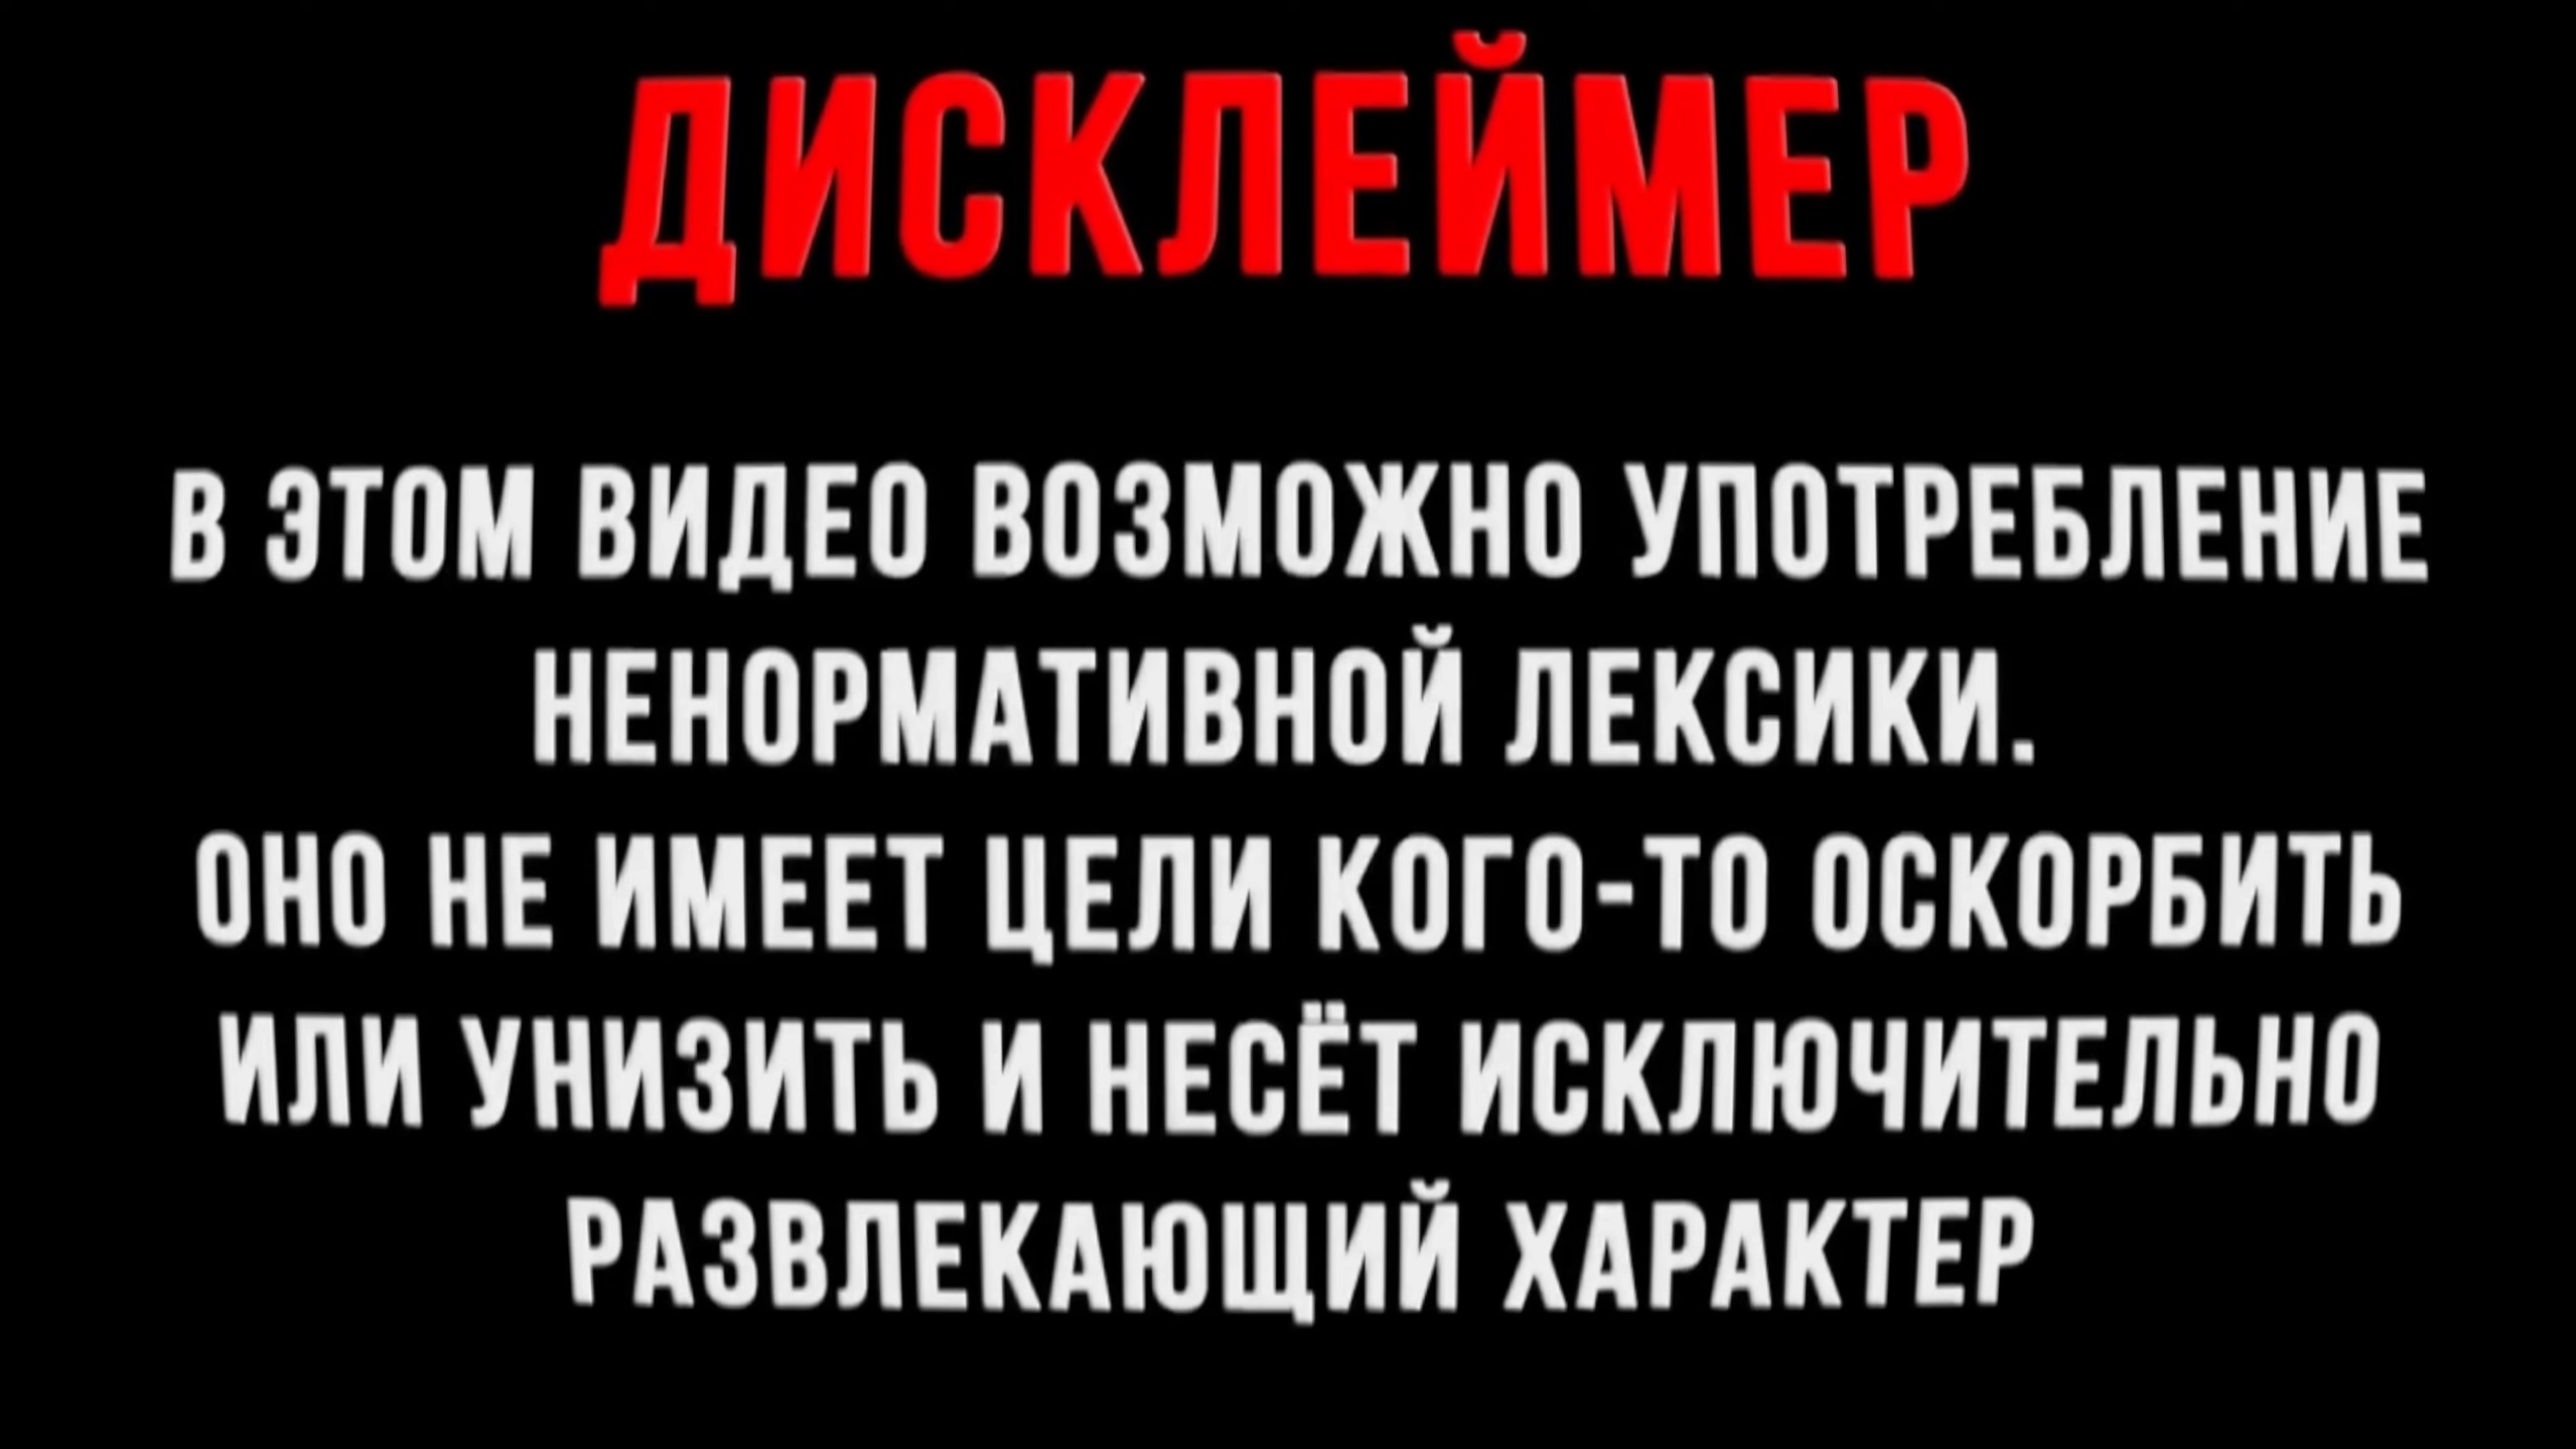 ДИСКЛЕЙМЕР
В ЭТОМ ВИДЕО ВОЗМОЖНО УПОТРЕБЛЕНИЕ
НЕНОРМАТИВНОЙ ЛЕКСИКИ.
ОНО НЕ ИМЕЕТ ЦЕЛИ КОГО-ТО ОСКОРБИТЬ
ИЛИ УНИЗИТЬ И НЕСЁТ ИСКЛЮЧИТЕЛЬНО
РАЗВЛЕКАЮЩИЙ ХАРАКТЕР